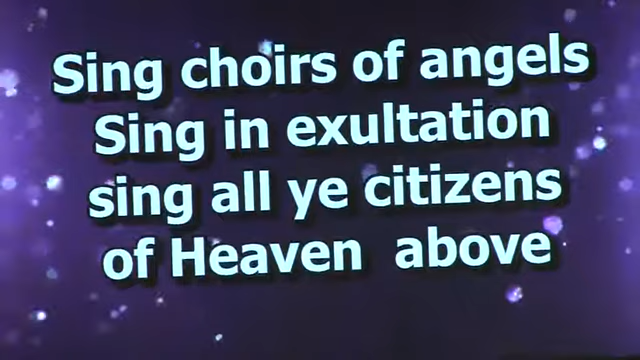 Sing choirs of angels
Sing in exultation
sing all ye citizens
of Heaven above